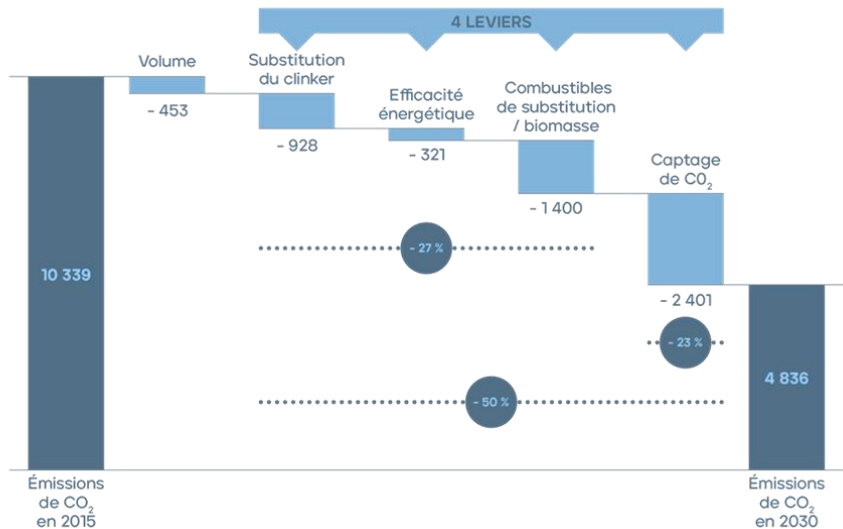 4 LEVIERS
Volume
- 453
Substitution
du clinker
- 928
Efficacité
énergétique
- 321
Combustibles
de substitution
/ biomasse
- 1 400
Captage
de C0₂
- 2 401
- 27 %
- 23 %
- 50 %
10 339
4 836
Émissions
de CO₂
en 2015
Émissions
de CO₂
en 2030